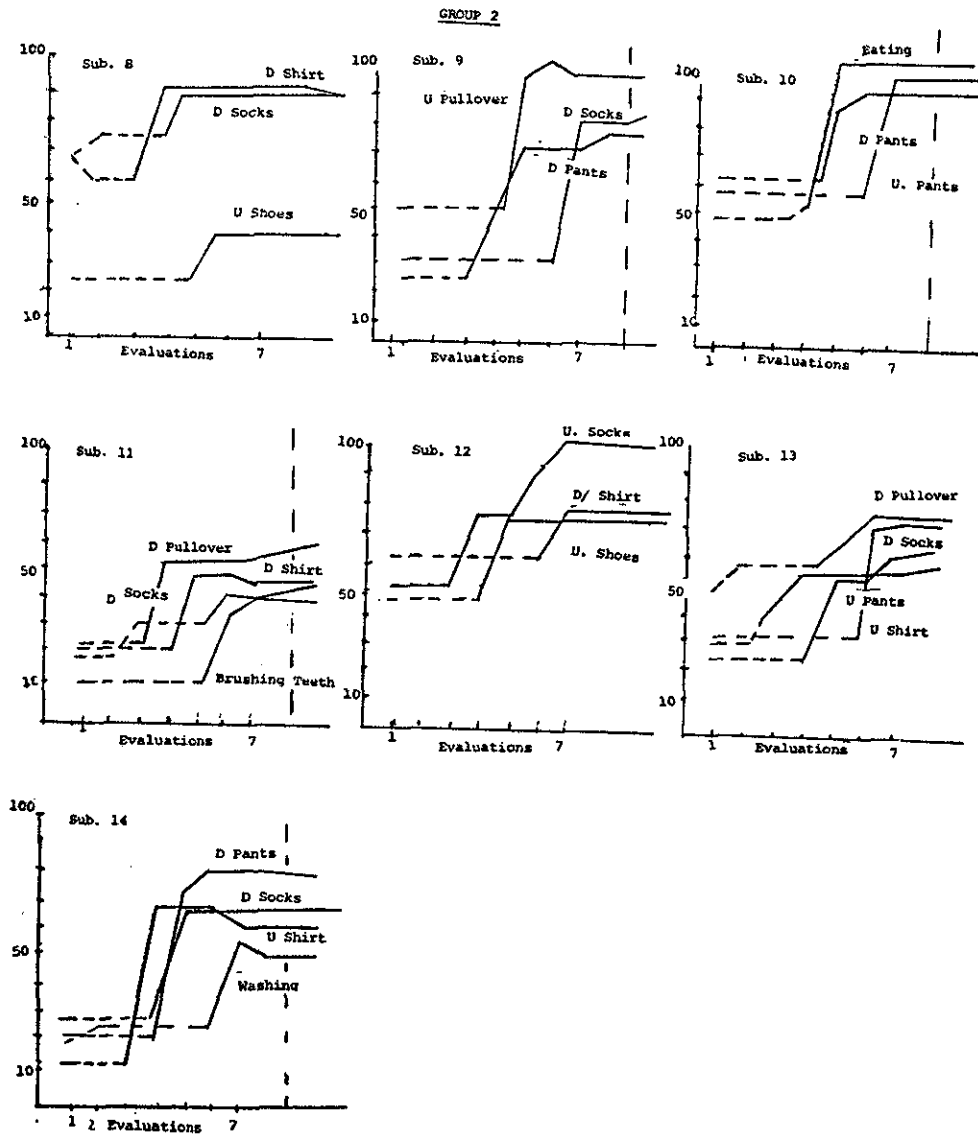 GROUP 2
100
Sub. 8
D Shirt
D Socks
50
U Shoes
10
1
7
Evaluations
100
Sub. 9
U Pullover
D Socks
D Pants
50
10
1
7
Evaluations
100
Sub. 10
Eating
D Pants
U. Pants
50
10
1
7
Evaluations
100
Sub. 11
D Pullover
D Shirt
D Socks
50
10
Brushing Teeth
1
7
Evaluations
100
Sub. 12
U. Socks
D/ Shirt
U. Shoes
50
10
1
7
Evaluations
100
Sub. 13
D Pullover
D Socks
50
U Pants
U Shirt
10
1
7
Evaluations
100
Sub. 14
D Pants
D Socks
50
U Shirt
Washing
10
1
2
7
Evaluations